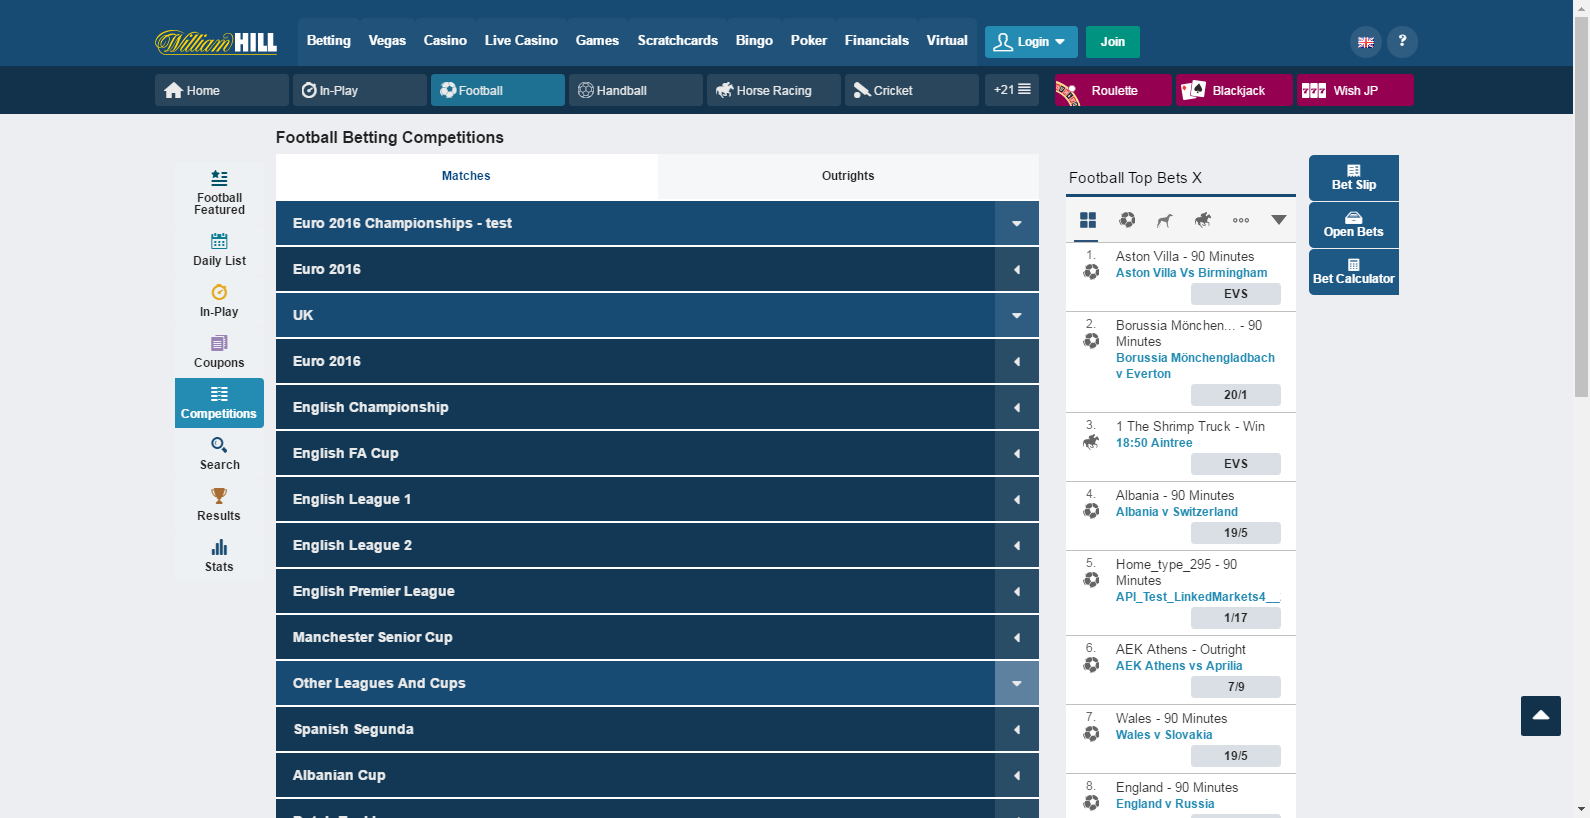 William HILL
Betting
Vegas
Casino
Live Casino
Games
Scratchcards
Bingo
Poker
Financials
Virtual
Login
Join
?
Home
In-Play
Football
Handball
Horse Racing
Cricket
+21
Roulette
Blackjack
777 Wish JP
Football Betting Competitions
Football
Featured
Daily List
In-Play
Coupons
Competitions
Search
Results
Stats
Matches
Outrights
Euro 2016 Championships - test
Euro 2016
UK
Euro 2016
English Championship
English FA Cup
English League 1
English League 2
English Premier League
Manchester Senior Cup
Other Leagues And Cups
Spanish Segunda
Albanian Cup
Football Top Bets X
1.
Aston Villa - 90 Minutes
Aston Villa Vs Birmingham
EVS
2.
Borussia Mönchen... - 90
Minutes
Borussia Mönchengladbach
v Everton
20/1
3.
1 The Shrimp Truck - Win
18:50 Aintree
EVS
4.
Albania - 90 Minutes
Albania v Switzerland
19/5
5.
Home_type_295 - 90
Minutes
API_Test_LinkedMarkets4__
1/17
6.
AEK Athens - Outright
AEK Athens vs Aprilia
7/9
7.
Wales - 90 Minutes
Wales v Slovakia
19/5
8.
England - 90 Minutes
England v Russia
Bet Slip
Open Bets
Bet Calculator